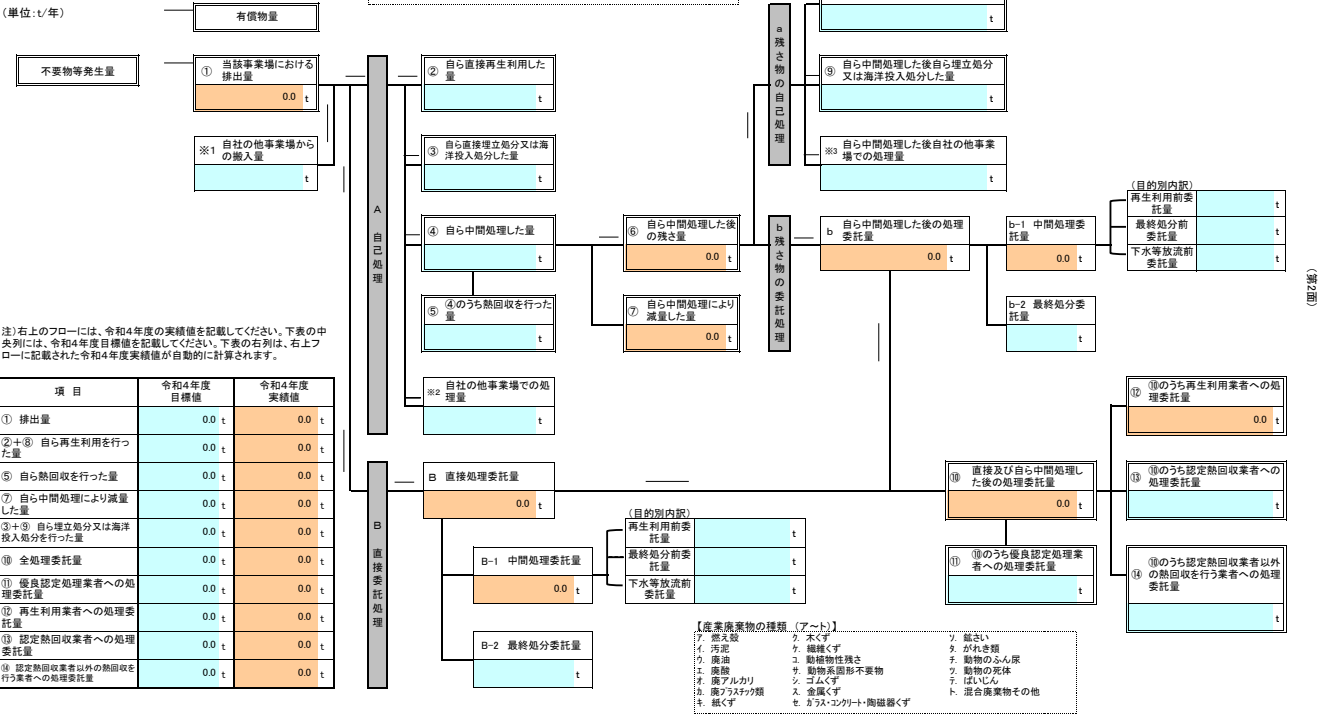 (単位:t/年)
有償物量
t
不要物等発生量
① 当該事業場における
排出量
0.0 t
※1 自社の他事業場から
の搬入量
t
A
自
己
処
理
② 自ら直接再生利用した
量
t
③ 自ら直接埋立処分又は海
洋投入処分した量
t
④ 自ら中間処理した量
t
⑤ ④のうち熱回収を行った
量
t
※2 自社の他事業場での処
理量
t
⑥ 自ら中間処理した後
の残さ量
0.0 t
⑦ 自ら中間処理により
減量した量
0.0 t
a
残
さ
物
の
自
己
処
理
⑨ 自ら中間処理した後自ら埋立処分
又は海洋投入処分した量
t
※3 自ら中間処理した後自社の他事業
場での処理量
t
b
残
さ
物
の
委
託
処
理
b 自ら中間処理した後の処理
委託量
0.0 t
b-1 中間処理委
託量
0.0 t
b-2 最終処分委
託量
t
(目的別内訳)
再生利用前委
託量
t
最終処分前
委託量
t
下水等放流前
委託量
t
(第2面)
注)右上のフローには、令和4年度の実績値を記載してください。下表の中
央列には、令和4年度目標値を記載してください。下表の右列は、右上フ
ローに記載された令和4年度実績値が自動的に計算されます。
項 目 令和4年度
目標値 令和4年度
実績値
① 排出量 0.0 t 0.0 t
②+⑧ 自ら再生利用を行っ
た量 0.0 t 0.0 t
⑤ 自ら熱回収を行った量 0.0 t 0.0 t
⑦ 自ら中間処理により減量
した量 0.0 t 0.0 t
③+⑨ 自ら埋立処分又は海洋
投入処分を行った量 0.0 t 0.0 t
⑩ 全処理委託量 0.0 t 0.0 t
⑪ 優良認定処理業者への処
理委託量 0.0 t 0.0 t
⑫ 再生利用業者への処理委
託量 0.0 t 0.0 t
⑬ 認定熱回収業者への処理
委託量 0.0 t 0.0 t
⑭ 認定熱回収業者以外の熱回収を
行う業者への処理委託量 0.0 t 0.0 t
B
直
接
委
託
処
理
B 直接処理委託量
0.0 t
B-1 中間処理委託量
0.0 t
B-2 最終処分委託量
t
(目的別内訳)
再生利用前委
託量
t
最終処分前委
託量
t
下水等放流前
委託量
t
⑩ 直接及び自ら中間処理し
た後の処理委託量
0.0 t
⑪ ⑩のうち優良認定処理業
者への処理委託量
t
⑫ ⑩のうち再生利用業者への処
理委託量
0.0 t
⑬ ⑩のうち認定熱回収業者への
処理委託量
t
⑭ ⑩のうち認定熱回収業者以外
の熱回収を行う業者への処理
委託量
t
【産業廃棄物の種類 (ア~ト)】
ア. 燃え殻 ク. 木くず ソ. 鉱さい
イ. 汚泥 ケ. 繊維くず タ. がれき類
ウ. 廃油 コ. 動植物性残さ チ. 動物のふん尿
エ. 廃酸 サ. 動物系固形不要物 ツ. 動物の死体
オ. 廃アルカリ シ. ゴムくず テ. ばいじん
カ. 廃プラスチック類 ス. 金属くず ト. 混合廃棄物その他
キ. 紙くず セ. ガラス・コンクリート・陶磁器くず